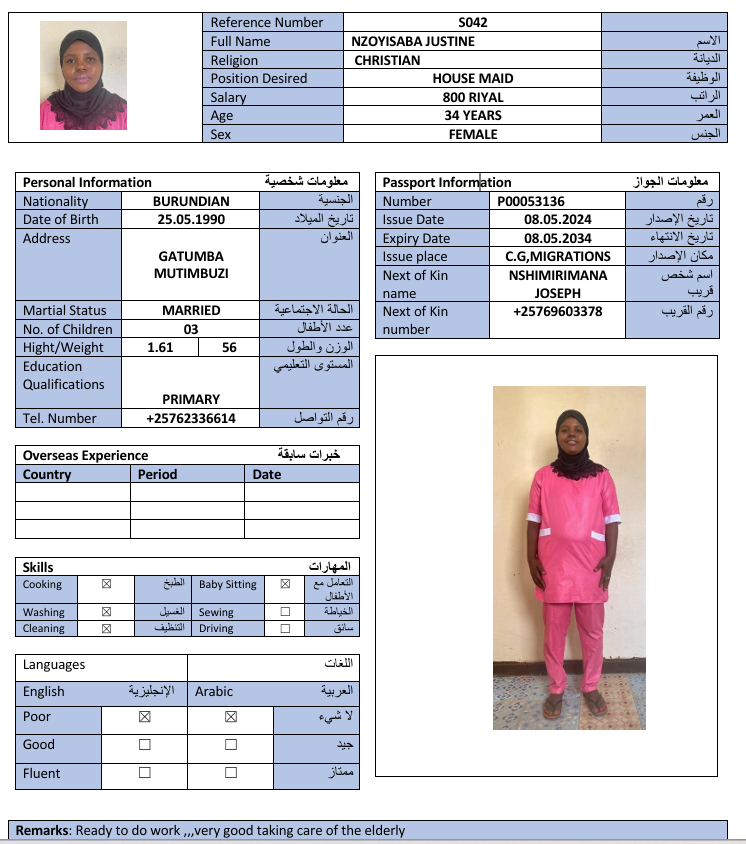 Reference Number S042
Full Name NZOYISABA JUSTINE الاسم
Religion CHRISTIAN الديانة
Position Desired HOUSE MAID الوظيفة
Salary 800 RIYAL الراتب
Age 34 YEARS العمر
Sex FEMALE الجنس
Personal Information معلومات شخصية
Nationality BURUNDIAN الجنسية
Date of Birth 25.05.1990 تاريخ الميلاد
Address العنوان
GATUMBA
MUTIMBUZI
Martial Status MARRIED الحالة الاجتماعية
No. of Children 03 عدد الأطفال
Hight/Weight 1.61 56 الوزن والطول
Education المستوى التعليمي
Qualifications
PRIMARY
Tel. Number +25762336614 رقم التواصل
Passport Information معلومات الجواز
Number P00053136 رقم
Issue Date 08.05.2024 تاريخ الإصدار
Expiry Date 08.05.2034 تاريخ الانتهاء
Issue place C.G,MIGRATIONS مكان الإصدار
Next of Kin NSHIMIRIMANA اسم شخص
name JOSEPH قريب
Next of Kin +25769603378 رقم القريب
number
Overseas Experience خبرات سابقة
Country Period Date
Skills المهارات
Cooking ☒ الطبخ Baby Sitting ☒ التعامل مع
الأطفال
Washing ☒ الغسيل Sewing ☐ الخياطة
Cleaning ☒ التنظيف Driving ☐ سائق
Languages اللغات
English الإنجليزية Arabic العربية
Poor ☒ ☒ لا شيء
Good ☐ ☐ جيد
Fluent ☐ ☐ ممتاز
Remarks: Ready to do work ,,,very good taking care of the elderly